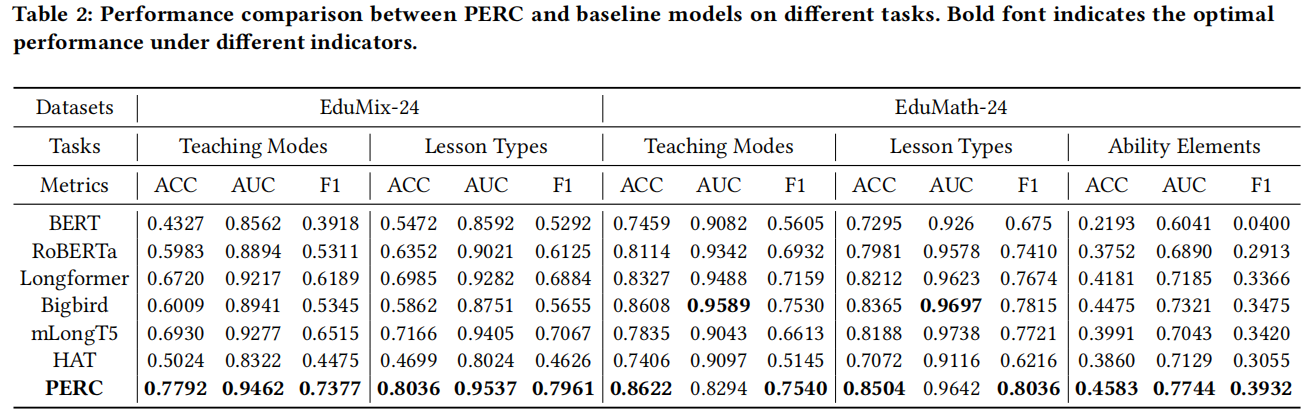 Table 2: Performance comparison between PERC and baseline models on different tasks. Bold font indicates the optimal
performance under different indicators.
Datasets EduMix-24 EduMath-24
Tasks Teaching Modes Lesson Types Teaching Modes Lesson Types Ability Elements
Metrics ACC AUC F1 ACC AUC F1 ACC AUC F1 ACC AUC F1 ACC AUC F1
BERT 0.4327 0.8562 0.3918 0.5472 0.8592 0.5292 0.7459 0.9082 0.5605 0.7295 0.926 0.675 0.2193 0.6041 0.0400
RoBERTa 0.5983 0.8894 0.5311 0.6352 0.9021 0.6125 0.8114 0.9342 0.6932 0.7981 0.9578 0.7410 0.3752 0.6890 0.2913
Longformer 0.6720 0.9217 0.6189 0.6985 0.9282 0.6884 0.8327 0.9488 0.7159 0.8212 0.9623 0.7674 0.4181 0.7185 0.3366
Bigbird 0.6009 0.8941 0.5345 0.5862 0.8751 0.5655 0.8608 0.9589 0.7530 0.8365 0.9697 0.7815 0.4475 0.7321 0.3475
mLongT5 0.6930 0.9277 0.6515 0.7166 0.9405 0.7067 0.7835 0.9043 0.6613 0.8188 0.9738 0.7721 0.3991 0.7043 0.3420
HAT 0.5024 0.8322 0.4475 0.4699 0.8024 0.4626 0.7406 0.9097 0.5145 0.7072 0.9116 0.6216 0.3860 0.7129 0.3055
PERC 0.7792 0.9462 0.7377 0.8036 0.9537 0.7961 0.8622 0.8294 0.7540 0.8504 0.9642 0.8036 0.4583 0.7744 0.3932